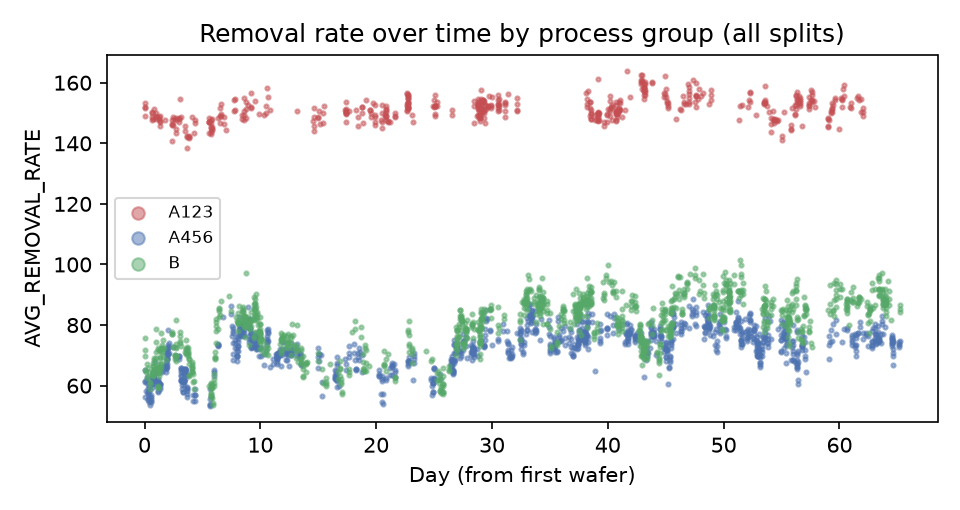 Removal rate over time by process group (all splits)
AVG_REMOVAL_RATE
160
140
120
100
80
60
A123
A456
B
0 10 20 30 40 50 60
Day (from first wafer)